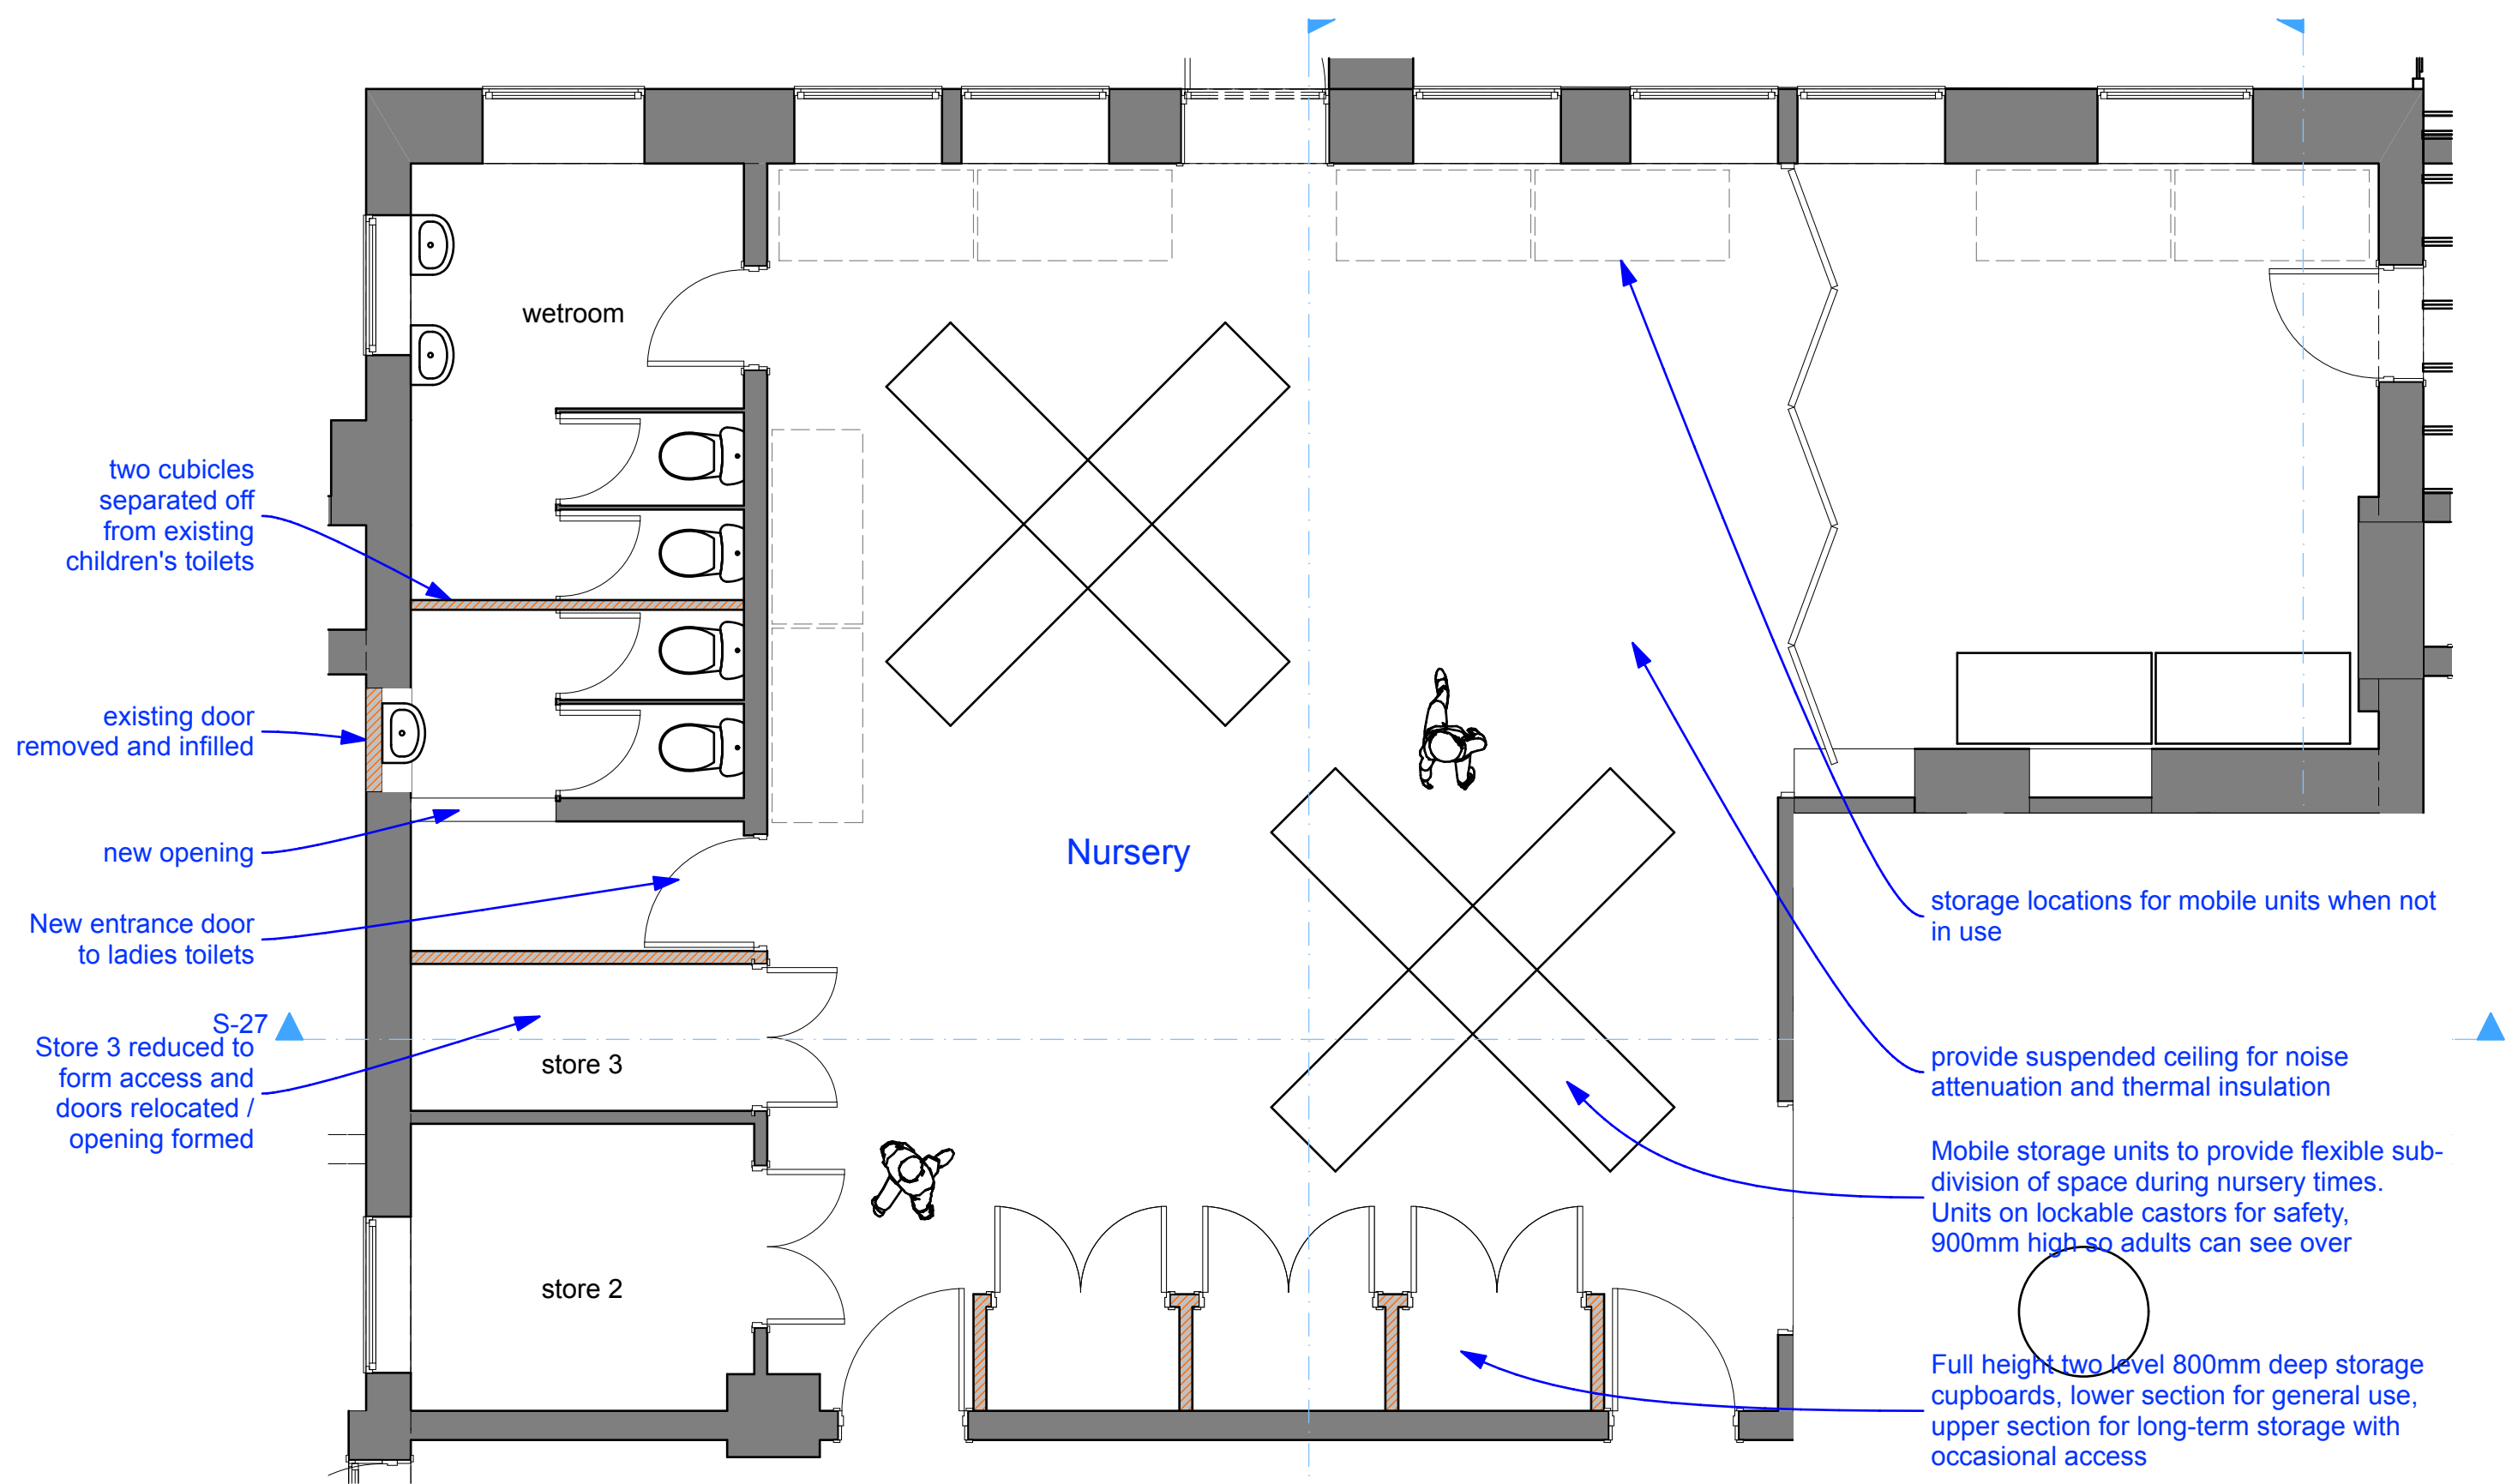 wetroom
two cubicles
separated off
from existing
children's toilets
existing door
removed and infilled
new opening
New entrance door
to ladies toilets
S-27
Store 3 reduced to
form access and
doors relocated /
opening formed
store 3
store 2
Nursery
storage locations for mobile units when not
in use
provide suspended ceiling for noise
attenuation and thermal insulation
Mobile storage units to provide flexible sub-
division of space during nursery times.
Units on lockable castors for safety,
900mm high so adults can see over
Full height two level 800mm deep storage
cupboards, lower section for general use,
upper section for long-term storage with
occasional access